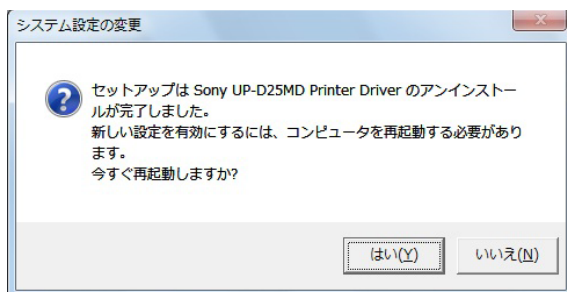 システム設定の変更
セットアップは Sony UP-D25MD Printer Driver のアンインストー
ルが完了しました。
新しい設定を有効にするには、コンピュータを再起動する必要があり
ます。
今すぐ再起動しますか?
はい(Y)
いいえ(N)